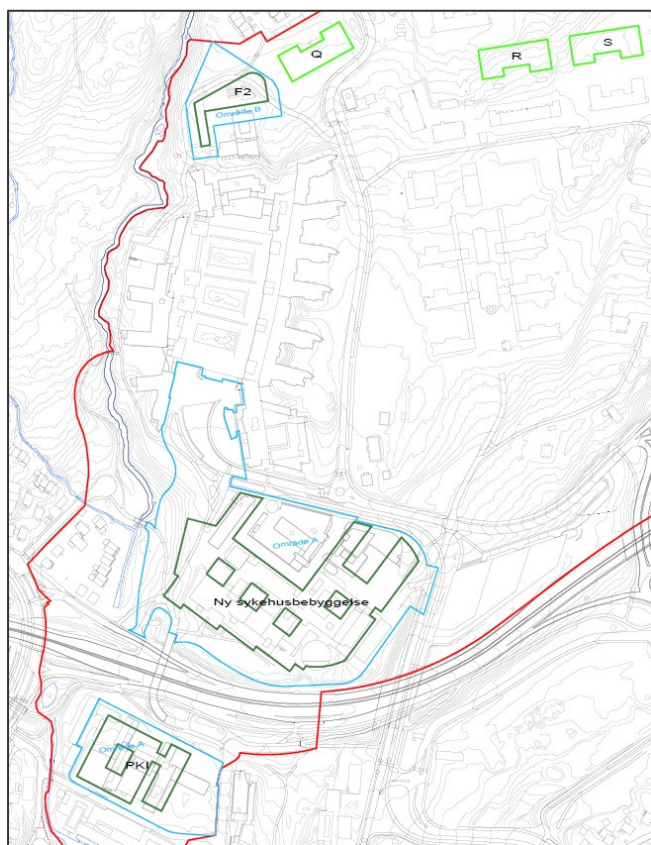 Q
R
S
F2
Område B
Område A
Ny sykehusbebyggelse
Område A
PKI